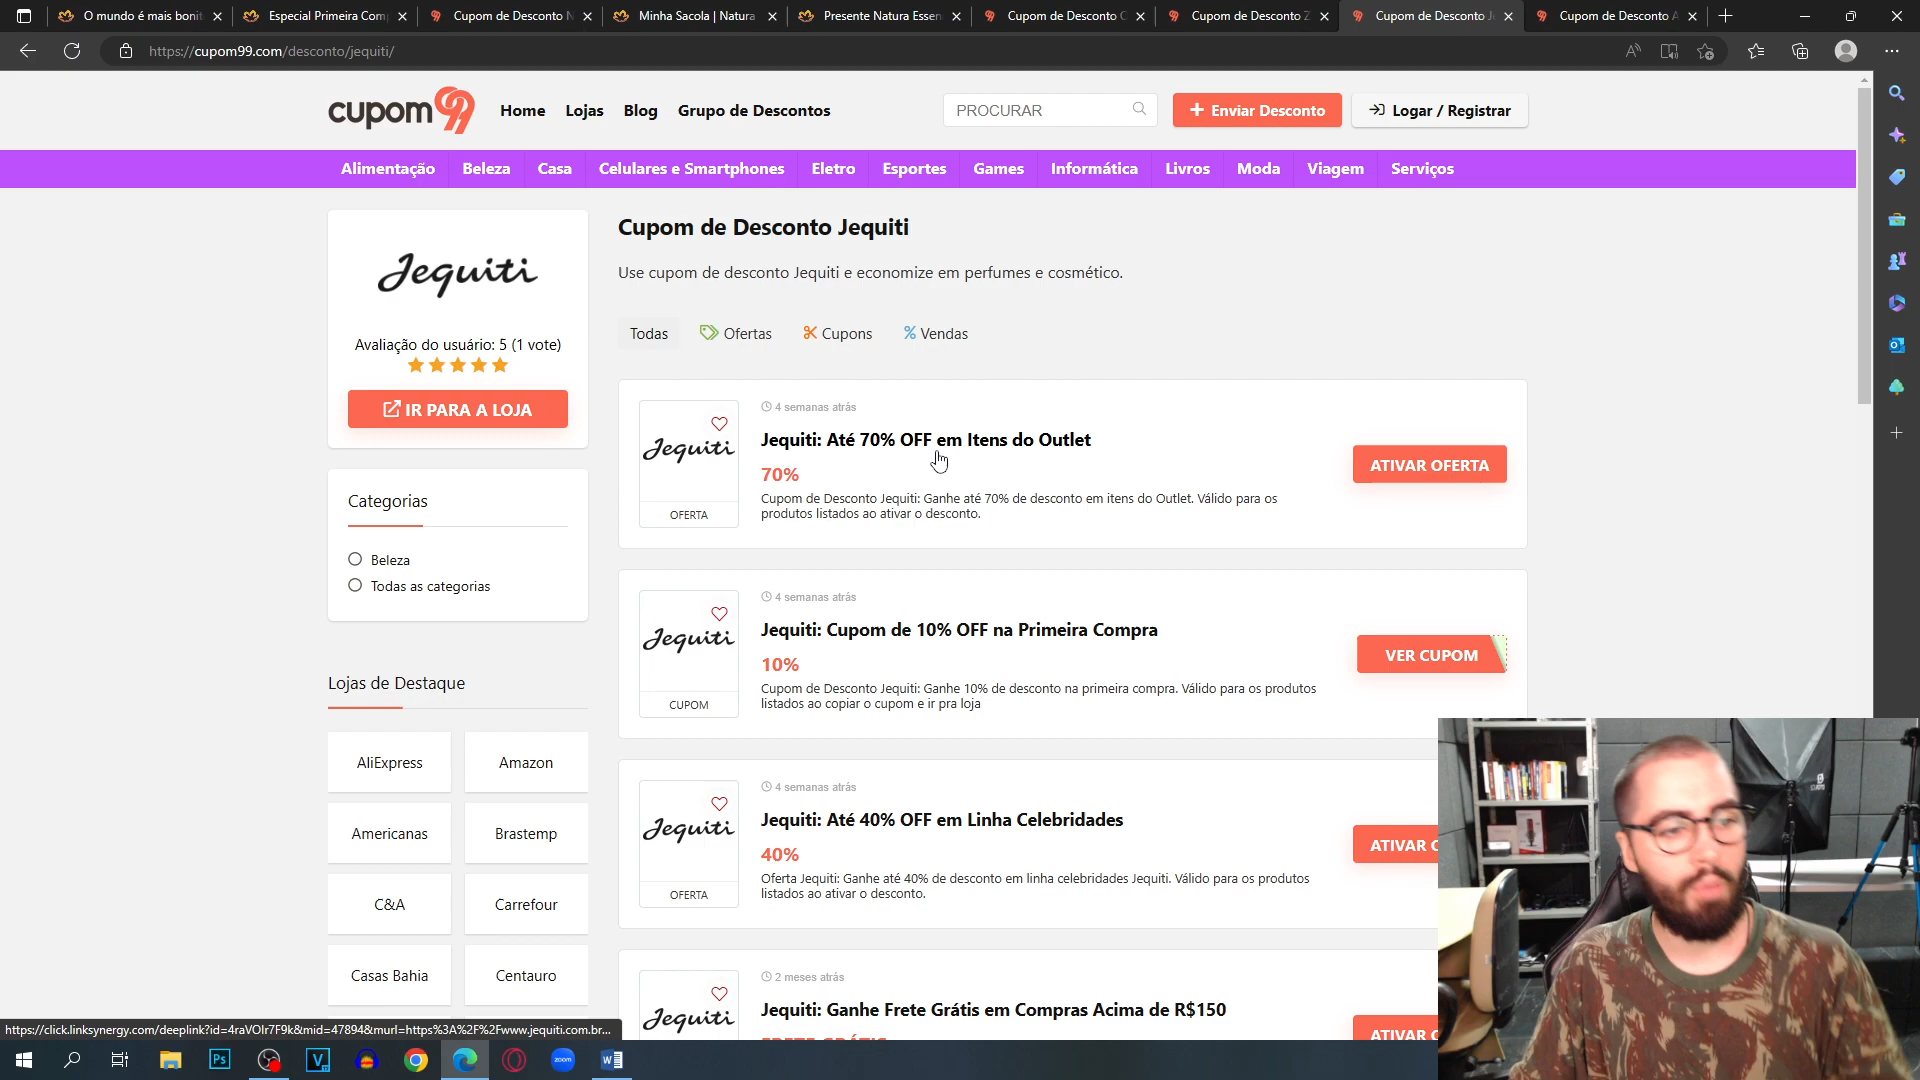 O mundo é mais boni
Especial Primeira Com
Cupom de Desconto N
Minha Sacola | Natura
Presente Natura Essen
Cupom de Desconto C
Cupom de Desconto Z
Cupom de Desconto J
Cupom de Desconto A
https://cupom99.com/desconto/jequiti/
cupom99
Home Lojas Blog Grupo de Descontos
PROCURAR
+ Enviar Desconto
Logar / Registrar
Alimentação Beleza Casa Celulares e Smartphones Eletro Esportes Games Informática Livros Moda Viagem Serviços
Jequiti
Avaliação do usuário: 5 (1 vote)
IR PARA A LOJA
Categorias
Beleza
Todas as categorias
Lojas de Destaque
AliExpress Amazon
Americanas Brastemp
C&A Carrefour
Casas Bahia Centauro
Cupom de Desconto Jequiti
Use cupom de desconto Jequiti e economize em perfumes e cosmético.
Todas Ofertas Cupons % Vendas
Jequiti
OFERTA
4 semanas atrás
Jequiti: Até 70% OFF em Itens do Outlet
70%
Cupom de Desconto Jequiti: Ganhe até 70% de desconto em itens do Outlet. Válido para os
produtos listados ao ativar o desconto.
ATIVAR OFERTA
Jequiti
CUPOM
4 semanas atrás
Jequiti: Cupom de 10% OFF na Primeira Compra
10%
Cupom de Desconto Jequiti: Ganhe 10% de desconto na primeira compra. Válido para os produtos
listados ao copiar o cupom e ir pra loja
VER CUPOM
Jequiti
OFERTA
4 semanas atrás
Jequiti: Até 40% OFF em Linha Celebridades
40%
Oferta Jequiti: Ganhe até 40% de desconto em linha celebridades Jequiti. Válido para os produtos
listados ao ativar o desconto.
ATIVAR O
Jequiti
2 meses atrás
Jequiti: Ganhe Frete Grátis em Compras Acima de R$150
FRETE GRÁTIS
ATIVAR O
https://click.linksynergy.com/deeplink?id=4raVOIr7F9k&mid=47894&murl=https%3A%2F%2Fwww.jequiti.com.br...
Ps
V
zoom
W